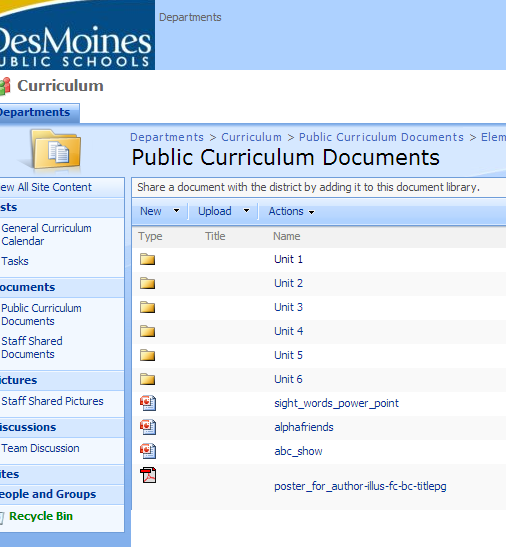 Departments
DesMoines
PUBLIC SCHOOLS
Curriculum
Departments
Departments > Curriculum > Public Curriculum Documents > Elem
Public Curriculum Documents
ew All Site Content
Share a document with the district by adding it to this document library.
sts
New Upload Actions
General Curriculum
Calendar
Type Title Name
Tasks
Unit 1
ocuments
Unit 2
Public Curriculum
Documents
Unit 3
Staff Shared
Documents
Unit 4
Unit 5
ictures
Unit 6
Staff Shared Pictures
sight_words_power_point
iscussions
alphafriends
Team Discussion
abc_show
ites
eople and Groups
poster_for_author-illus-fc-bc-titlepg
Recycle Bin